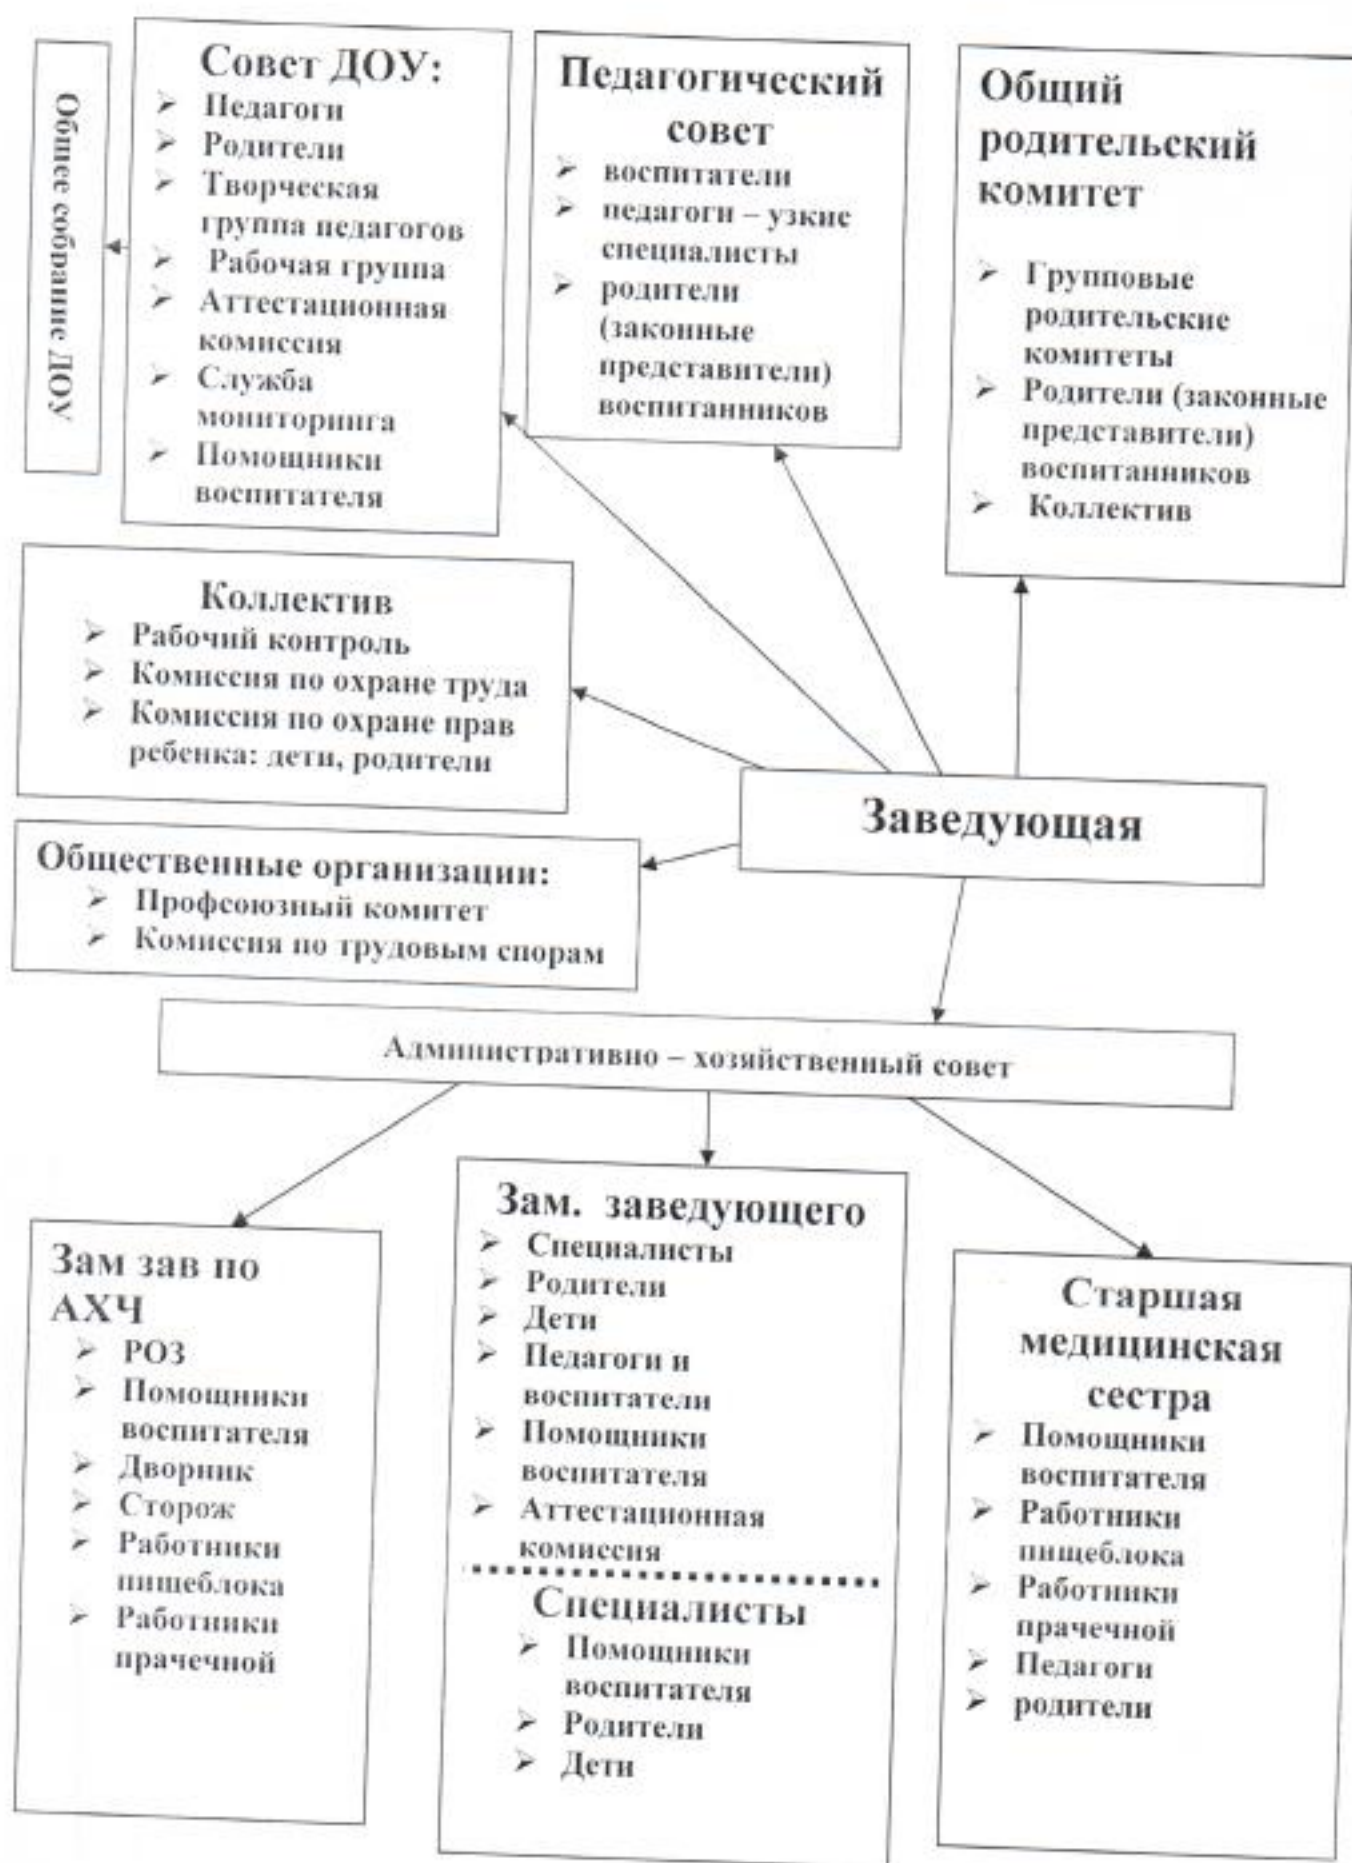 Общее собрание ДОУ
Совет ДОУ:
Педагоги
Родители
Творческая
группа педагогов
Рабочая группа
Аттестационная
комиссия
Служба
мониторинга
Помощники
воспитателя
Педагогический
совет
воспитатели
педагоги – узкие
специалисты
родители
(законные
представители)
воспитанников
Общий
родительский
комитет
Групповые
родительские
комитеты
Родители (законные
представители)
воспитанников
Коллектив
Коллектив
Рабочий контроль
Комиссия по охране труда
Комиссия по охране прав
ребенка: дети, родители
Заведующая
Общественные организации:
Профсоюзный комитет
Комиссия по трудовым спорам
Административно – хозяйственный совет
Зам зав по
АХЧ
РОЗ
Помощники
воспитателя
Дворник
Сторож
Работники
пищеблока
Работники
прачечной
Зам. заведующего
Специалисты
Родители
Дети
Педагоги и
воспитатели
Помощники
воспитателя
Аттестационная
комиссия
Специалисты
Помощники
воспитателя
Родители
Дети
Старшая
медицинская
сестра
Помощники
воспитателя
Работники
пищеблока
Работники
прачечной
Педагоги
родители